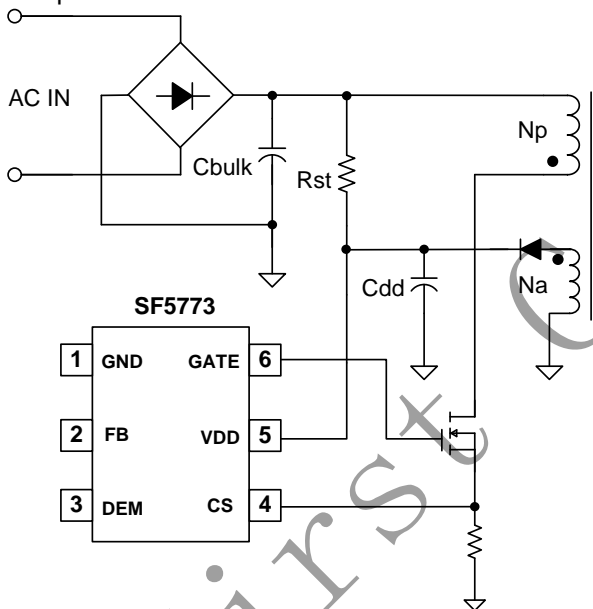 AC IN
Cbulk
Rst
Np
Cdd
Na
SF5773
1 GND GATE 6
2 FB VDD 5
3 DEM CS 4